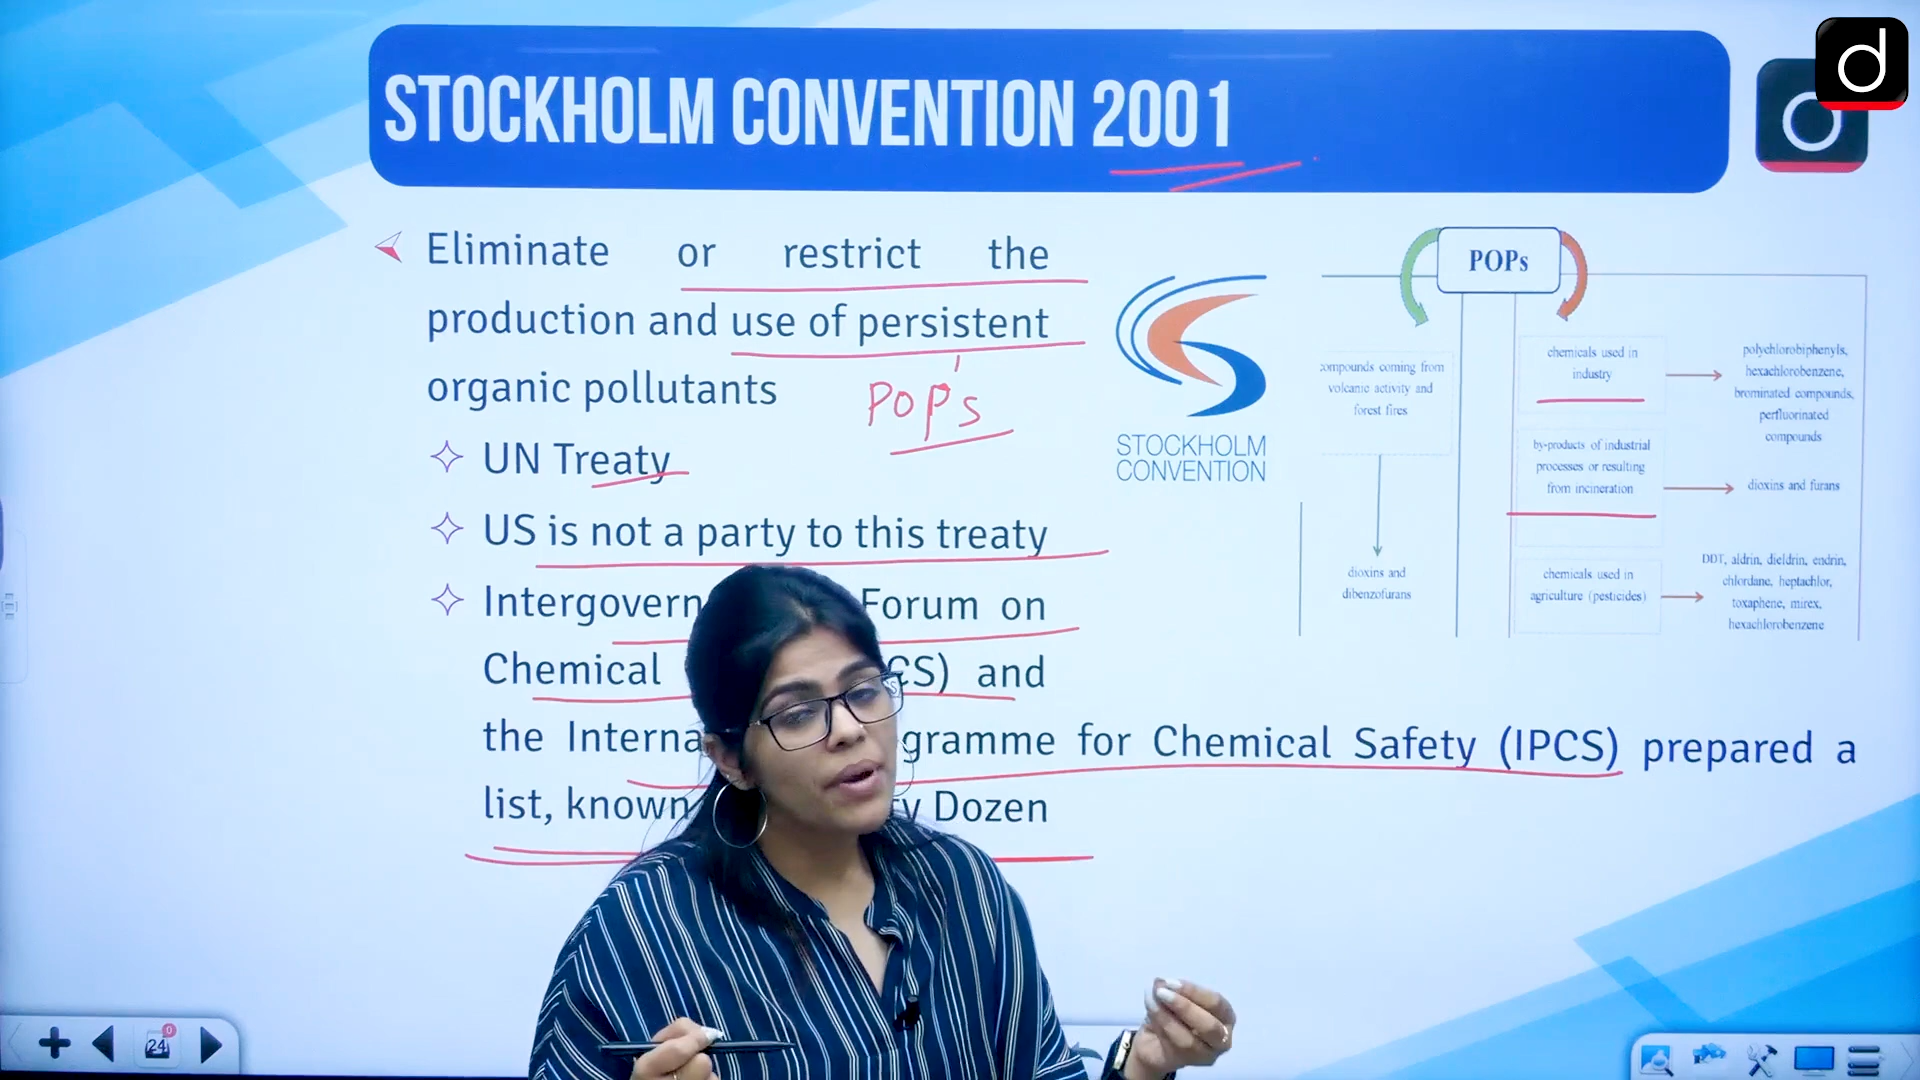 d
STOCKHOLM CONVENTION 2001
Eliminate or restrict the
production and use of persistent
organic pollutants
POP's
UN Treaty
US is not a party to this treaty
Forum on
Chemical CS) and
the for Chemical Safety (IPCS) prepared a
list, known Dozen
STOCKHOLM
CONVENTION
POPs
compounds coming from
volcanic activity and
forest fires
dioxins and
dibenzofurans
chemicals used in
industry
polychlorobiphenyls,
hexachlorobenzene,
brominated compounds,
perfluorinated
compounds
by-products of industrial
processes or resulting
from incineration
dioxins and furans
chemicals used in
agriculture (pesticides)
DDT, aldrin, dieldrin, endrin,
chlordane, heptachlor,
toxaphene, mirex,
hexachlorobenzene
24
0